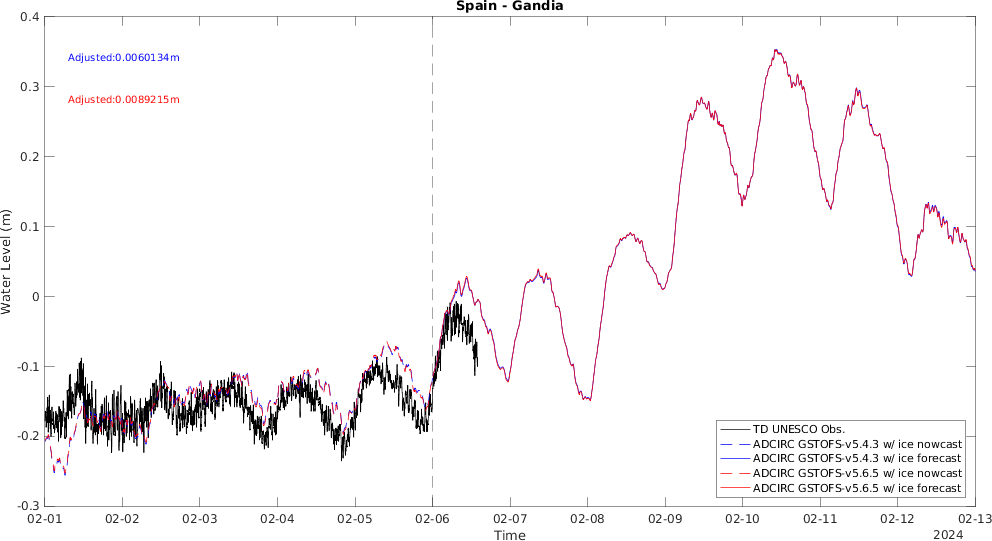 Spain - Gandia
0.4
0.3
0.2
0.1
0
-0.1
-0.2
-0.3
Water Level (m)
Adjusted:0.0060134m
Adjusted:0.0089215m
TD UNESCO Obs.
ADCIRC GSTOFS-v5.4.3 w/ ice nowcast
ADCIRC GSTOFS-v5.4.3 w/ ice forecast
ADCIRC GSTOFS-v5.6.5 w/ ice nowcast
ADCIRC GSTOFS-v5.6.5 w/ ice forecast
02-01 02-02 02-03 02-04 02-05 02-06 02-07 02-08 02-09 02-10 02-11 02-12 02-13
Time
2024